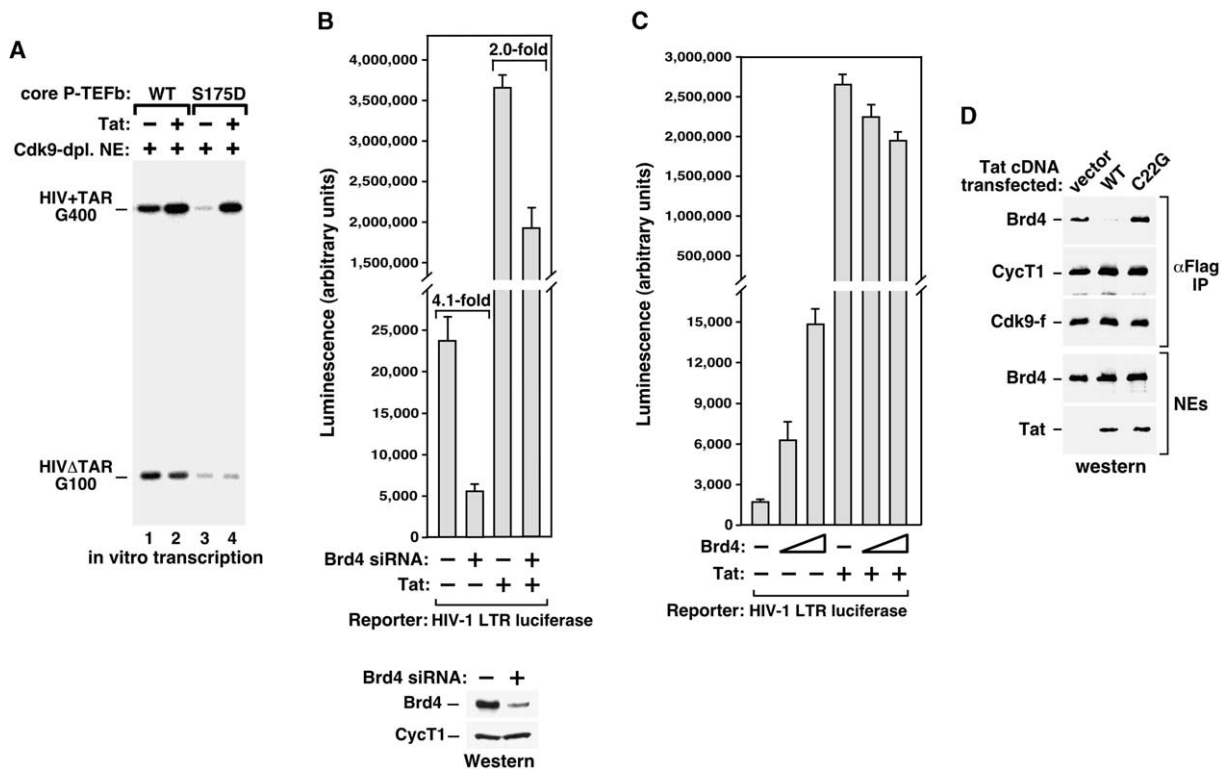 A
core P-TEFb: WT S175D
Tat: − + − +
Cdk9-dpl. NE: + + + +
HIV+TAR
G400
HIVΔTAR
G100
1 2 3 4
in vitro transcription
B
Luminescence (arbitrary units)
4,000,000
3,500,000
3,000,000
2,500,000
2,000,000
1,500,000
25,000
20,000
15,000
10,000
5,000
0
2.0-fold
4.1-fold
Brd4 siRNA: − + − +
Tat: − − + +
Reporter: HIV-1 LTR luciferase
Brd4 siRNA: − +
Brd4
CycT1
Western
C
Luminescence (arbitrary units)
3,000,000
2,500,000
2,000,000
1,500,000
3,000,000
1,000,000
500,000
15,000
12,000
9,000
6,000
3,000
0
Brd4: − −
Tat: − − − + + +
Reporter: HIV-1 LTR luciferase
D
Tat cDNA
transfected: vector WT C22G
Brd4
CycT1
Cdk9-f
αFlag
IP
Brd4
Tat
NEs
western